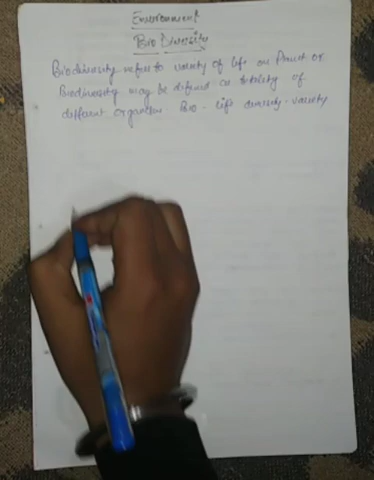 Environment
Bio Diversity
Biodiversity refers to variety of life on Planet or
Biodiversity may be defined as totality of
different organism. Bio - life diversity - variety